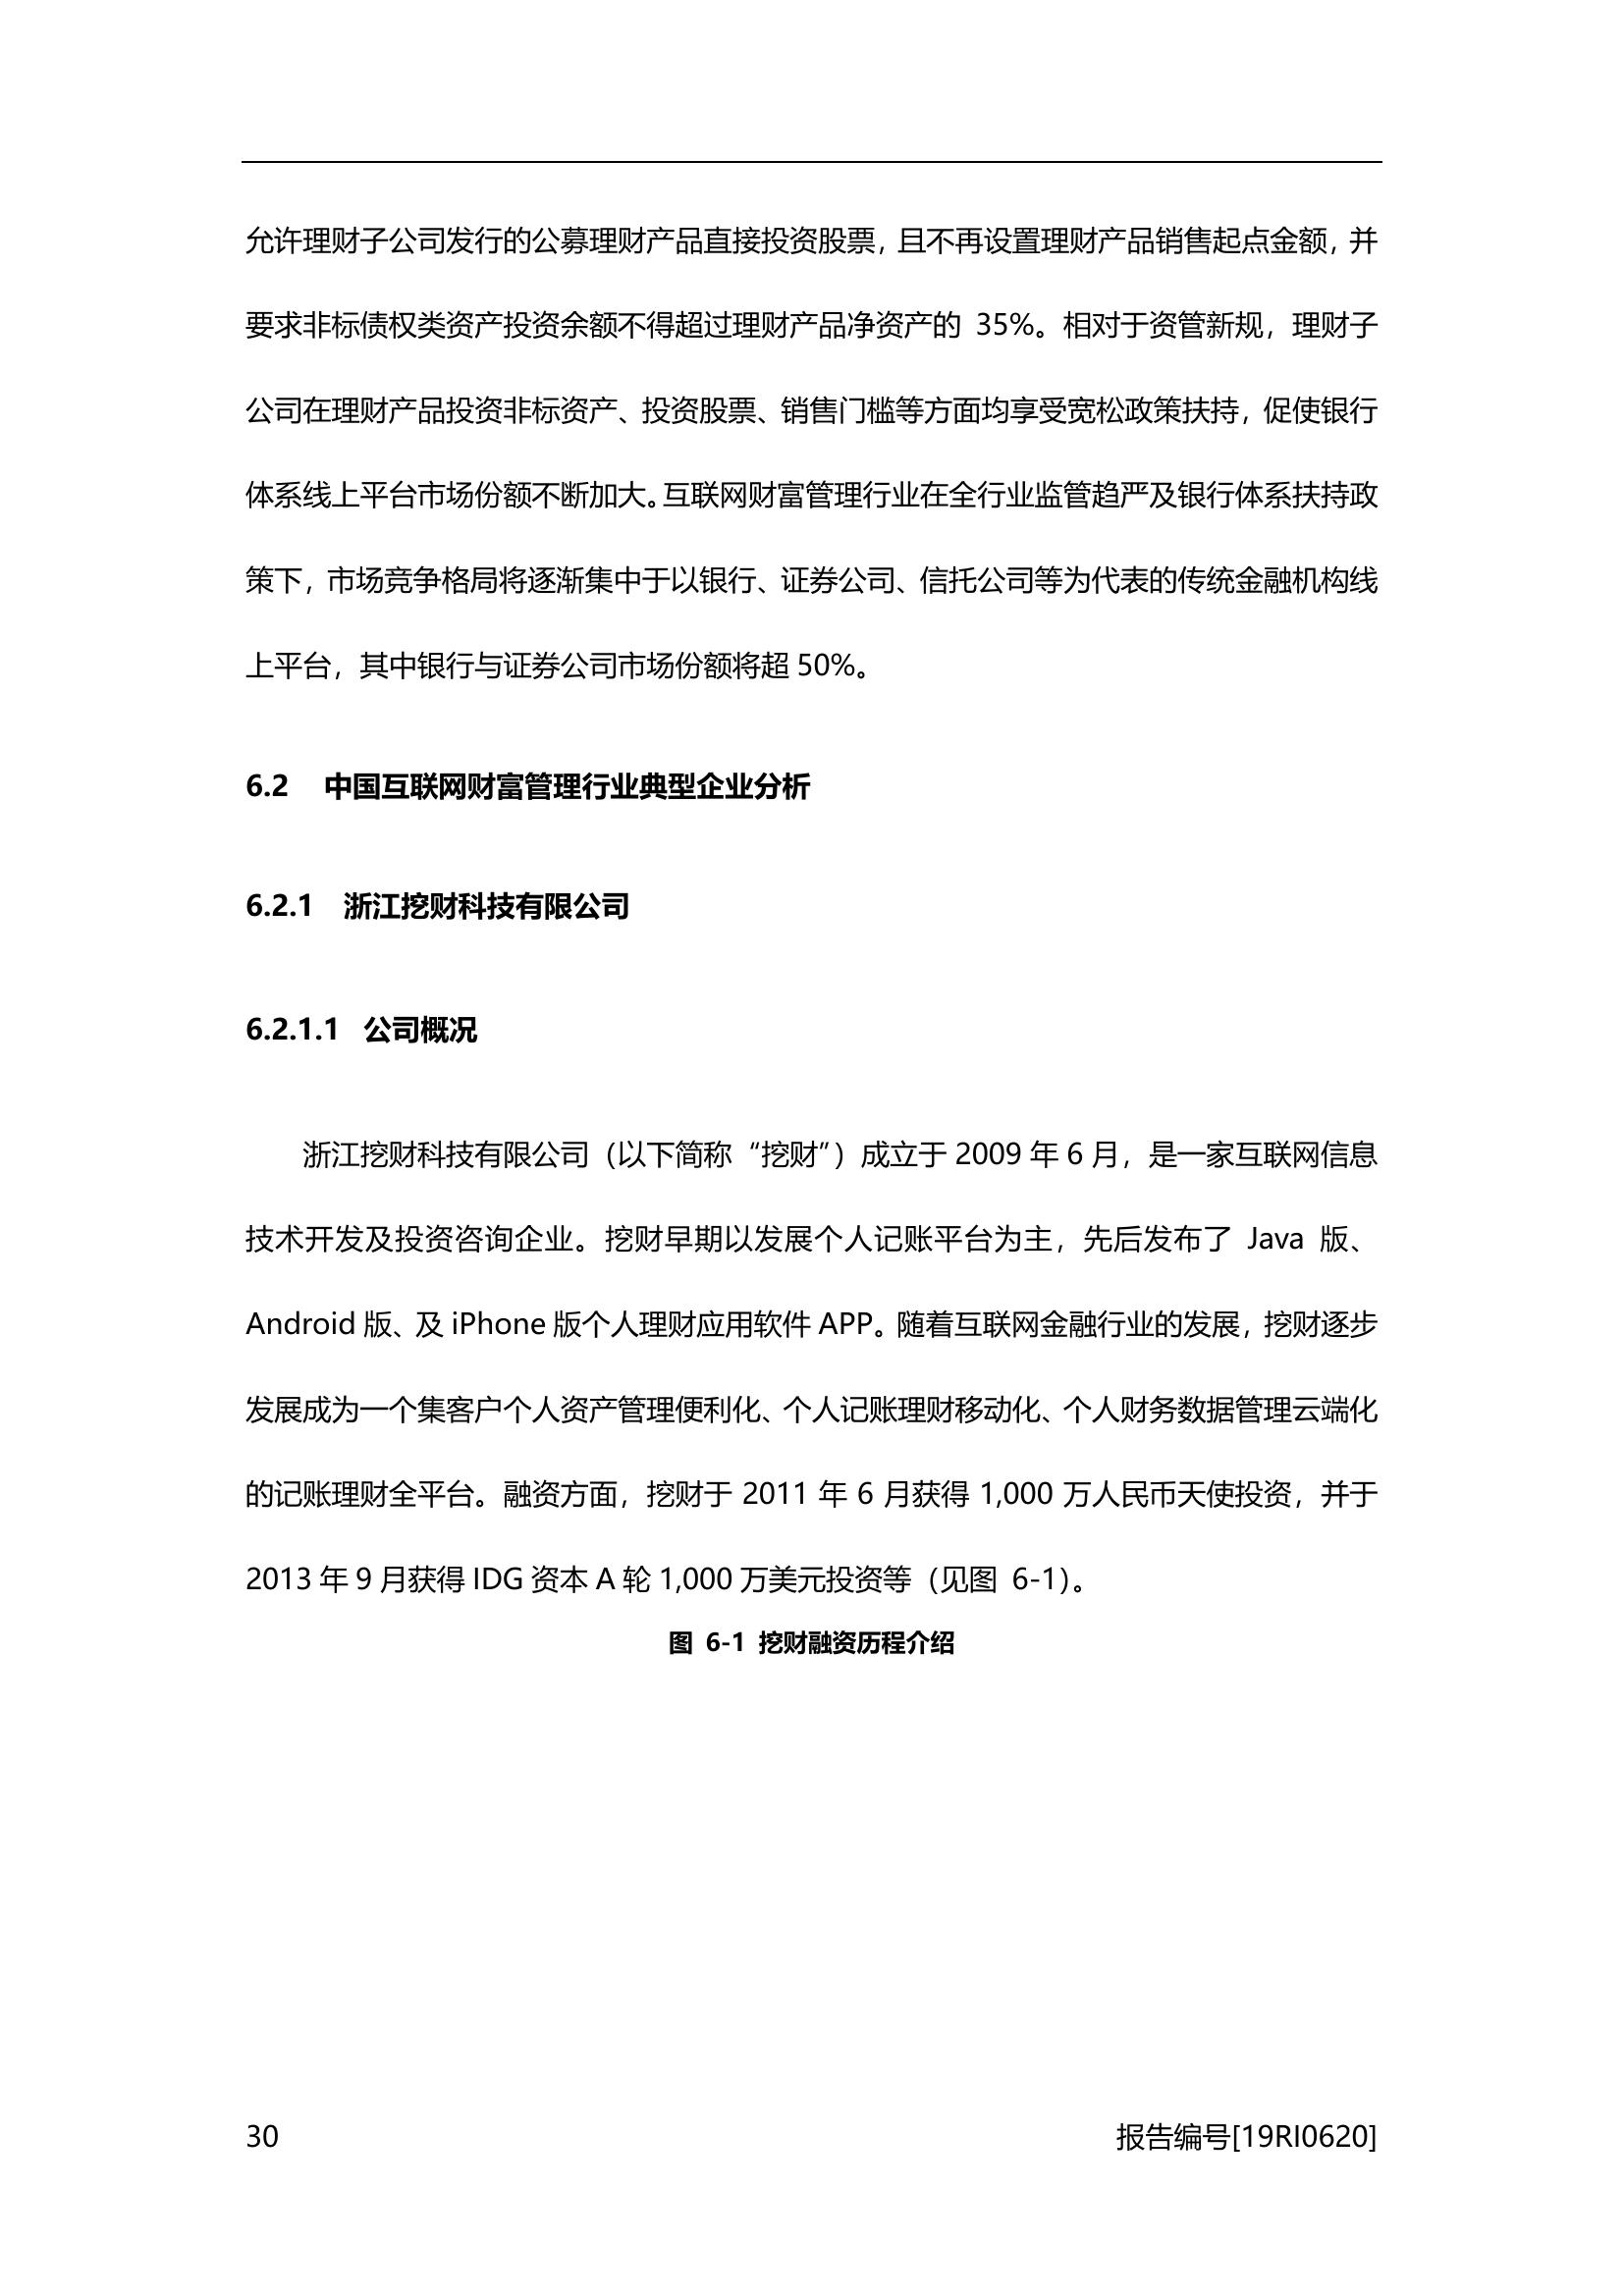 允许理财子公司发行的公募理财产品直接投资股票，且不再设置理财产品销售起点金额，并
要求非标债权类资产投资余额不得超过理财产品净资产的 35%。相对于资管新规，理财子
公司在理财产品投资非标资产、投资股票、销售门槛等方面均享受宽松政策扶持，促使银行
体系线上平台市场份额不断加大。互联网财富管理行业在全行业监管趋严及银行体系扶持政
策下，市场竞争格局将逐渐集中于以银行、证券公司、信托公司等为代表的传统金融机构线
上平台，其中银行与证券公司市场份额将超 50%。
6.2 中国互联网财富管理行业典型企业分析
6.2.1 浙江挖财科技有限公司
6.2.1.1 公司概况
浙江挖财科技有限公司（以下简称“挖财”）成立于 2009 年 6 月，是一家互联网信息
技术开发及投资咨询企业。挖财早期以发展个人记账平台为主，先后发布了 Java 版、
Android 版、及 iPhone 版个人理财应用软件 APP。随着互联网金融行业的发展，挖财逐步
发展成为一个集客户个人资产管理便利化、个人记账理财移动化、个人财务数据管理云端化
的记账理财全平台。融资方面，挖财于 2011 年 6 月获得 1,000 万人民币天使投资，并于
2013 年 9 月获得 IDG 资本 A 轮 1,000 万美元投资等（见图 6-1）。
图 6-1 挖财融资历程介绍
30 报告编号[19RI0620]